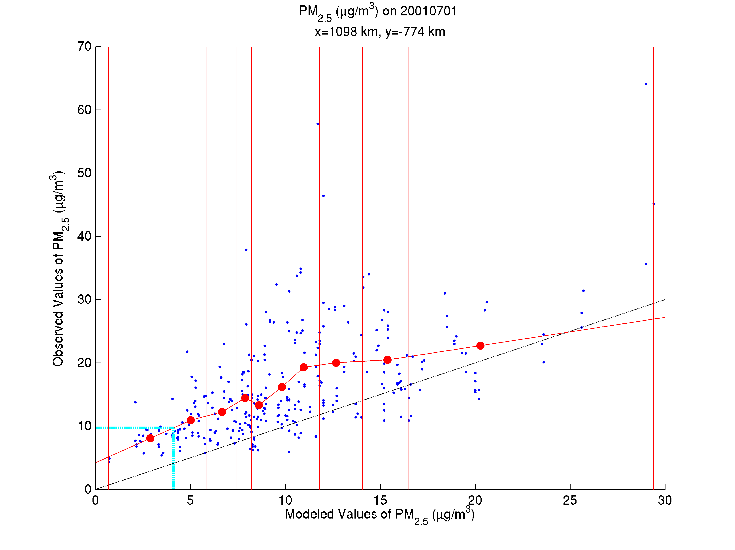 PM2.5 (µg/m3) on 20010701
x=1098 km, y=-774 km
70
60
50
40
30
20
10
0
Observed Values of PM2.5 (µg/m3)
0 5 10 15 20 25 30
Modeled Values of PM2.5 (µg/m3)